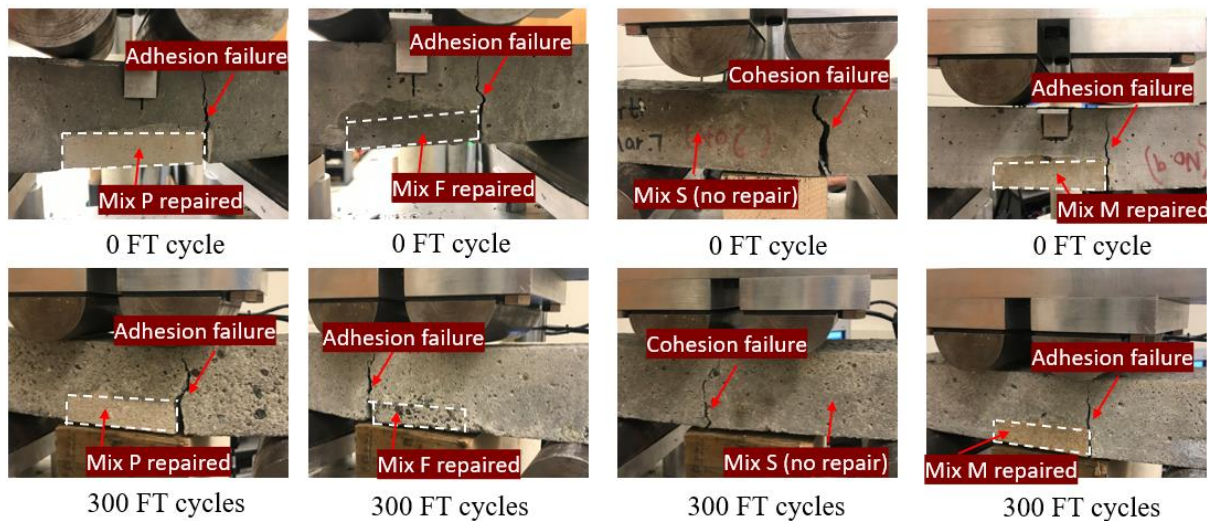 Adhesion failure
Mix P repaired
0 FT cycle
Adhesion failure
Mix F repaired
0 FT cycle
Cohesion failure
Mix S (no repair)
0 FT cycle
Adhesion failure
No.9
Mix M repaired
0 FT cycle
Adhesion failure
Mix P repaired
300 FT cycles
Adhesion failure
Mix F repaired
300 FT cycles
Cohesion failure
Mix S (no repair)
300 FT cycles
Adhesion failure
Mix M repaired
300 FT cycles